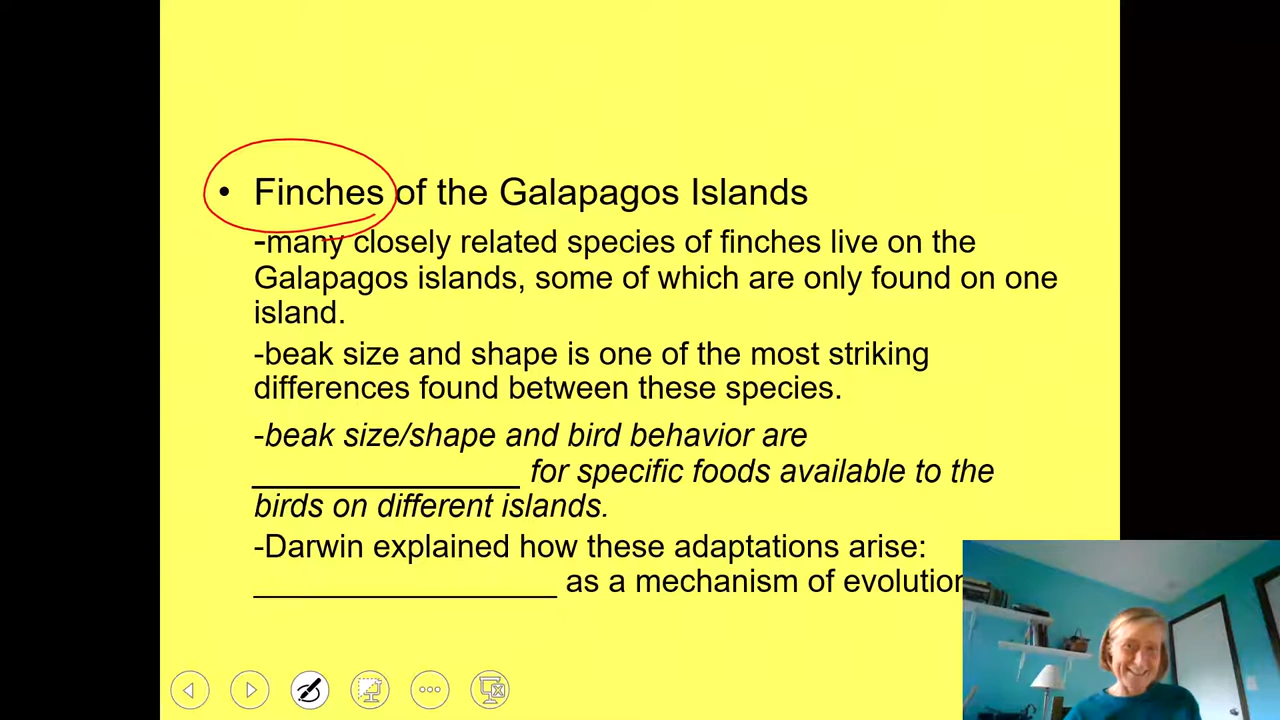 • Finches of the Galapagos Islands
-many closely related species of finches live on the
Galapagos islands, some of which are only found on one
island.
-beak size and shape is one of the most striking
differences found between these species.
-beak size/shape and bird behavior are
_______________ for specific foods available to the
birds on different islands.
-Darwin explained how these adaptations arise:
_________________ as a mechanism of evolution